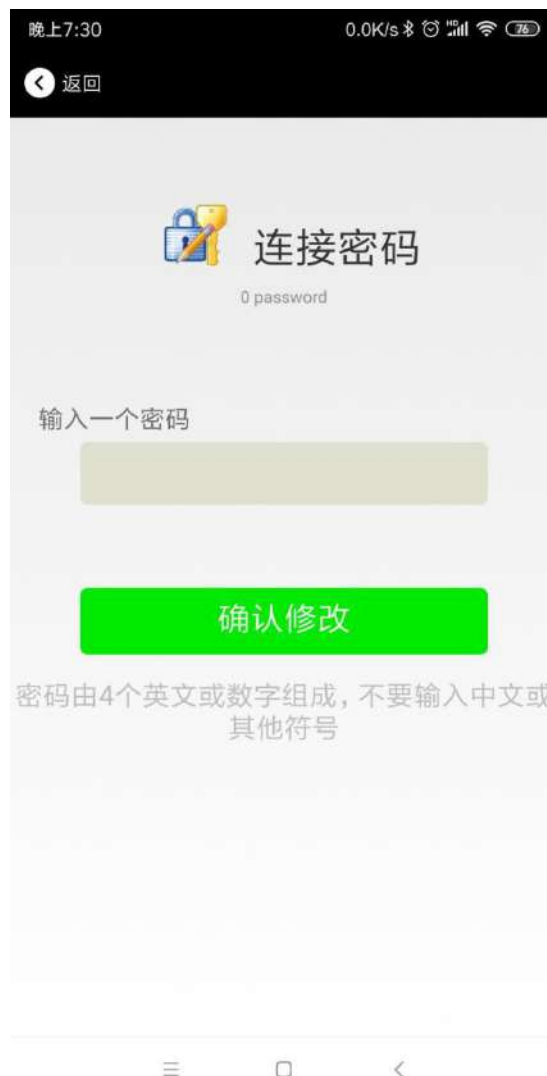 晚上7:30 0.0K/s HD 76
返回
连接密码
0 password
输入一个密码
确认修改
密码由4个英文或数字组成，不要输入中文或
其他符号